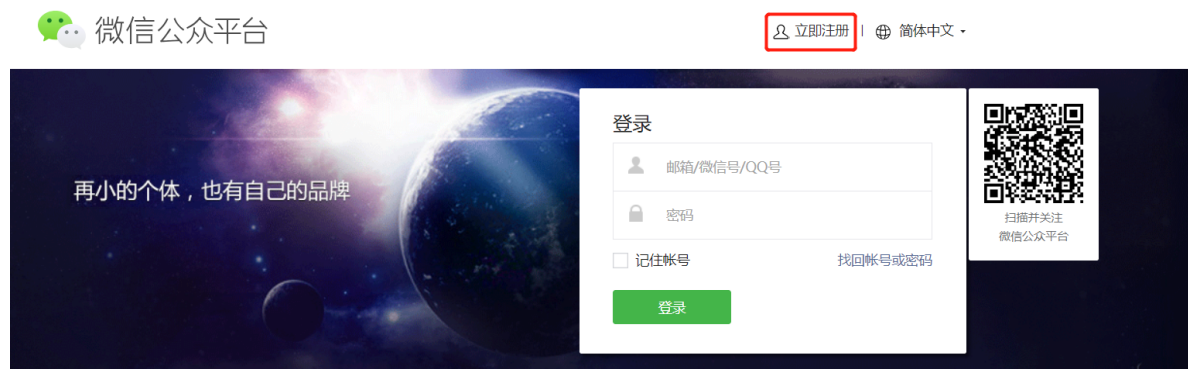 微信公众平台
立即注册 | 简体中文
再小的个体，也有自己的品牌
登录
邮箱/微信号/QQ号
密码
记住帐号
找回帐号或密码
登录
扫描并关注
微信公众平台